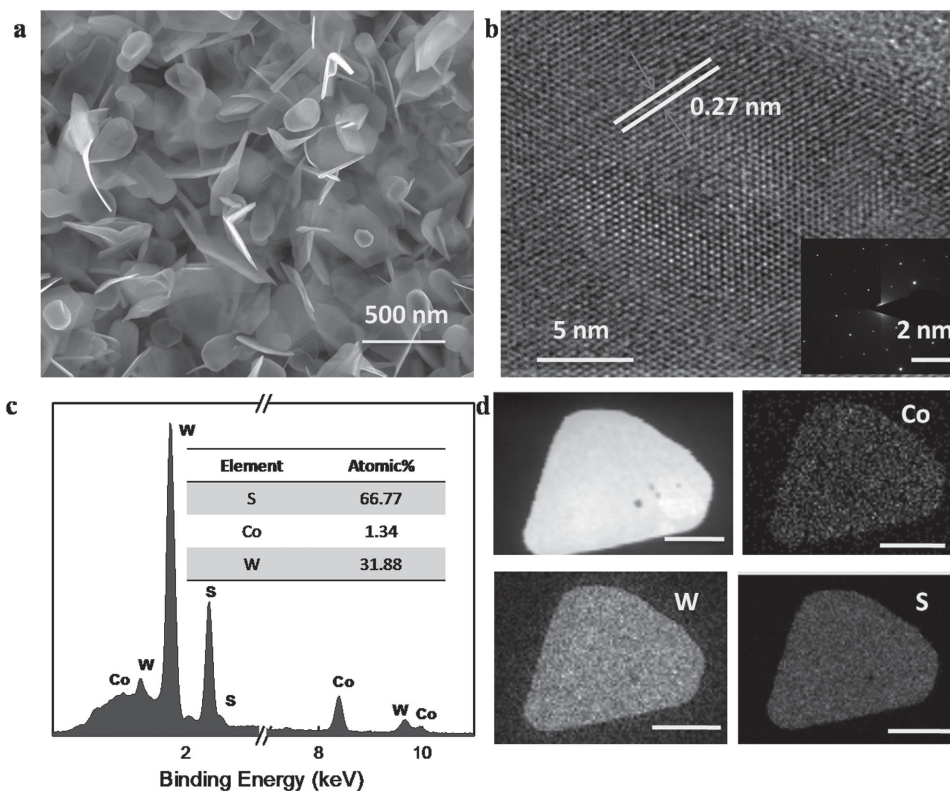 a
500 nm
b
0.27 nm
5 nm
2 nm
c
W
Element Atomic%
S 66.77
Co 1.34
W 31.88
S
Co
W
S
Co
W
Co
2 8 10
Binding Energy (keV)
d
Co
W
S